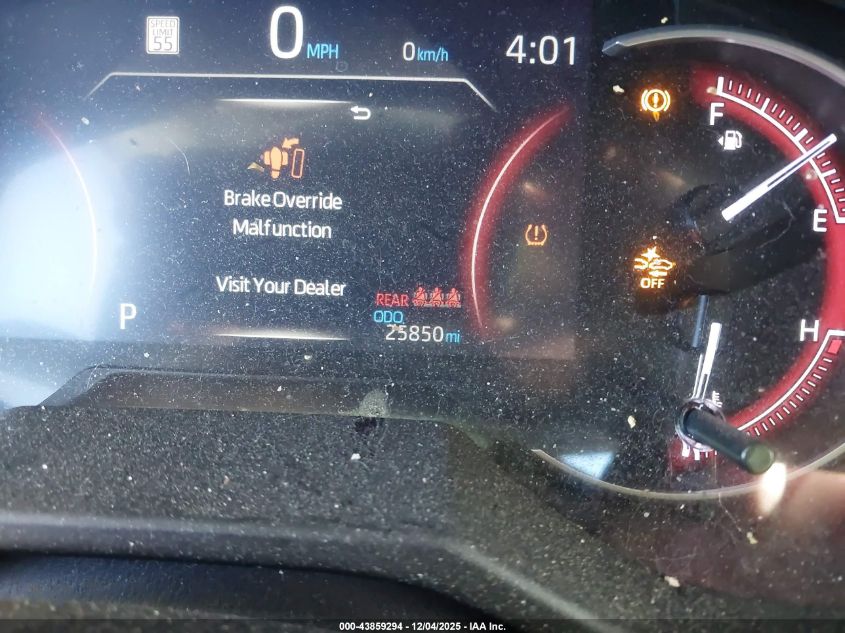 SPEED
LIMIT
55
0 MPH
0 km/h
4:01
F
Brake Override
Malfunction
E
Visit Your Dealer
OFF
REAR
ODO
P
25850 mi
H
000-43859294 - 12/04/2025 - IAA Inc.